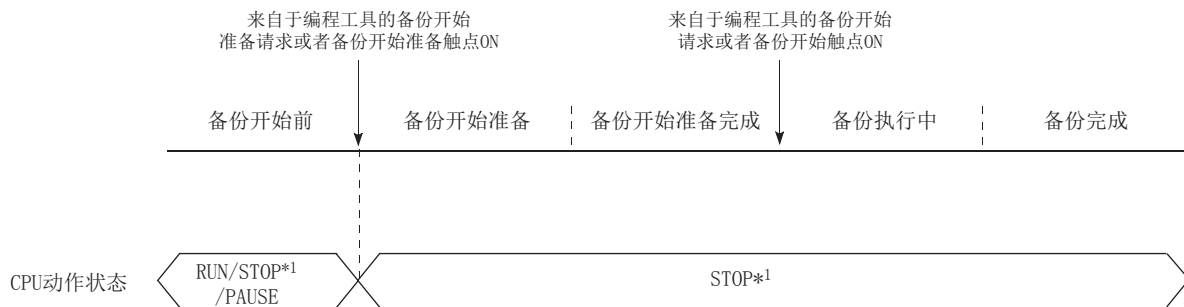 来自于编程工具的备份开始
准备请求或者备份开始准备触点ON
来自于编程工具的备份开始
请求或者备份开始触点ON
备份开始前
备份开始准备
备份开始准备完成
备份执行中
备份完成
CPU动作状态
RUN/STOP*1
/PAUSE
STOP*1